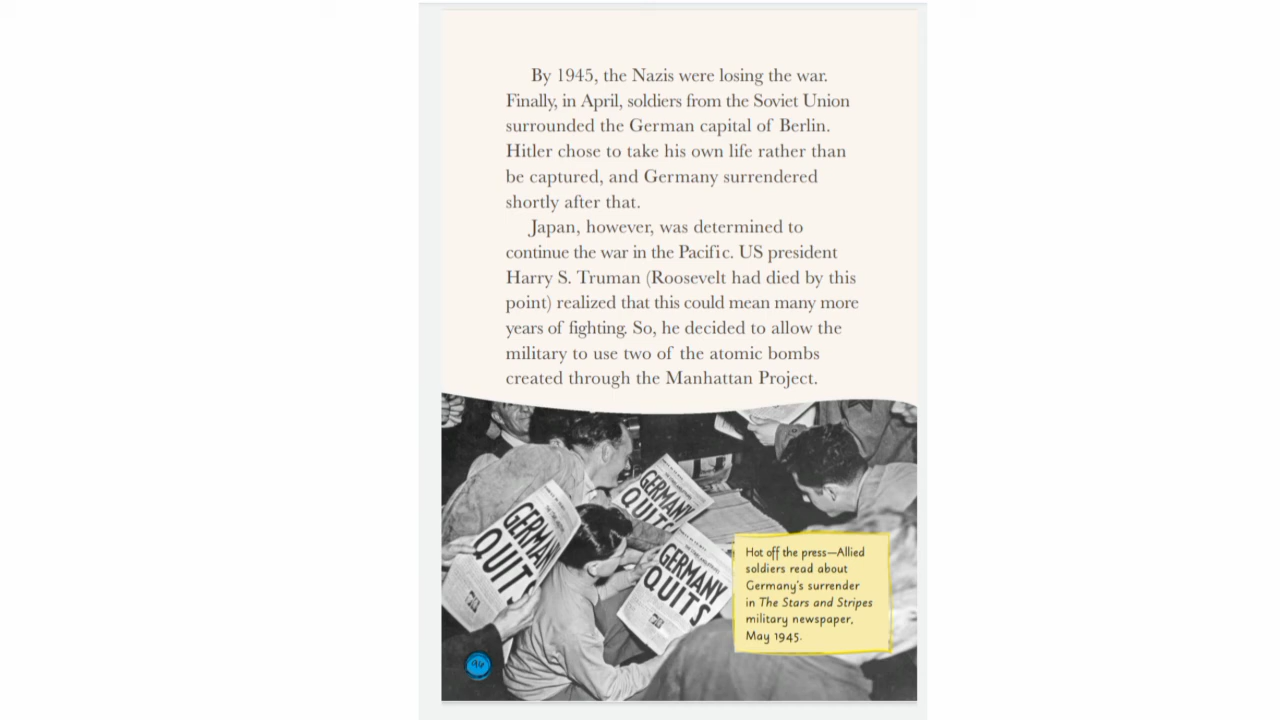 By 1945, the Nazis were losing the war.
Finally, in April, soldiers from the Soviet Union
surrounded the German capital of Berlin.
Hitler chose to take his own life rather than
be captured, and Germany surrendered
shortly after that.
Japan, however, was determined to
continue the war in the Pacific. US president
Harry S. Truman (Roosevelt had died by this
point) realized that this could mean many more
years of fighting. So, he decided to allow the
military to use two of the atomic bombs
created through the Manhattan Project.
GERMANY
QUITS
GERMANY
QUITS
GERMANY
QUITS
Hot off the press—Allied
soldiers read about
Germany's surrender
in The Stars and Stripes
military newspaper,
May 1945.